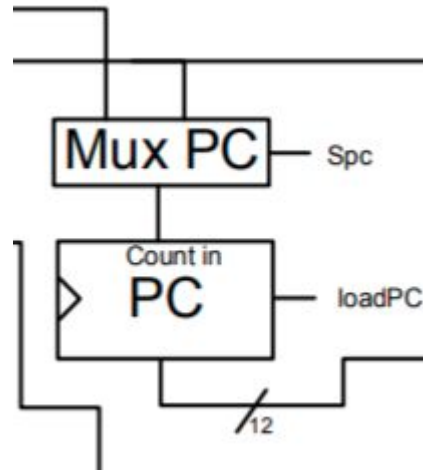 Mux PC
Spc
Count in
PC
loadPC
12